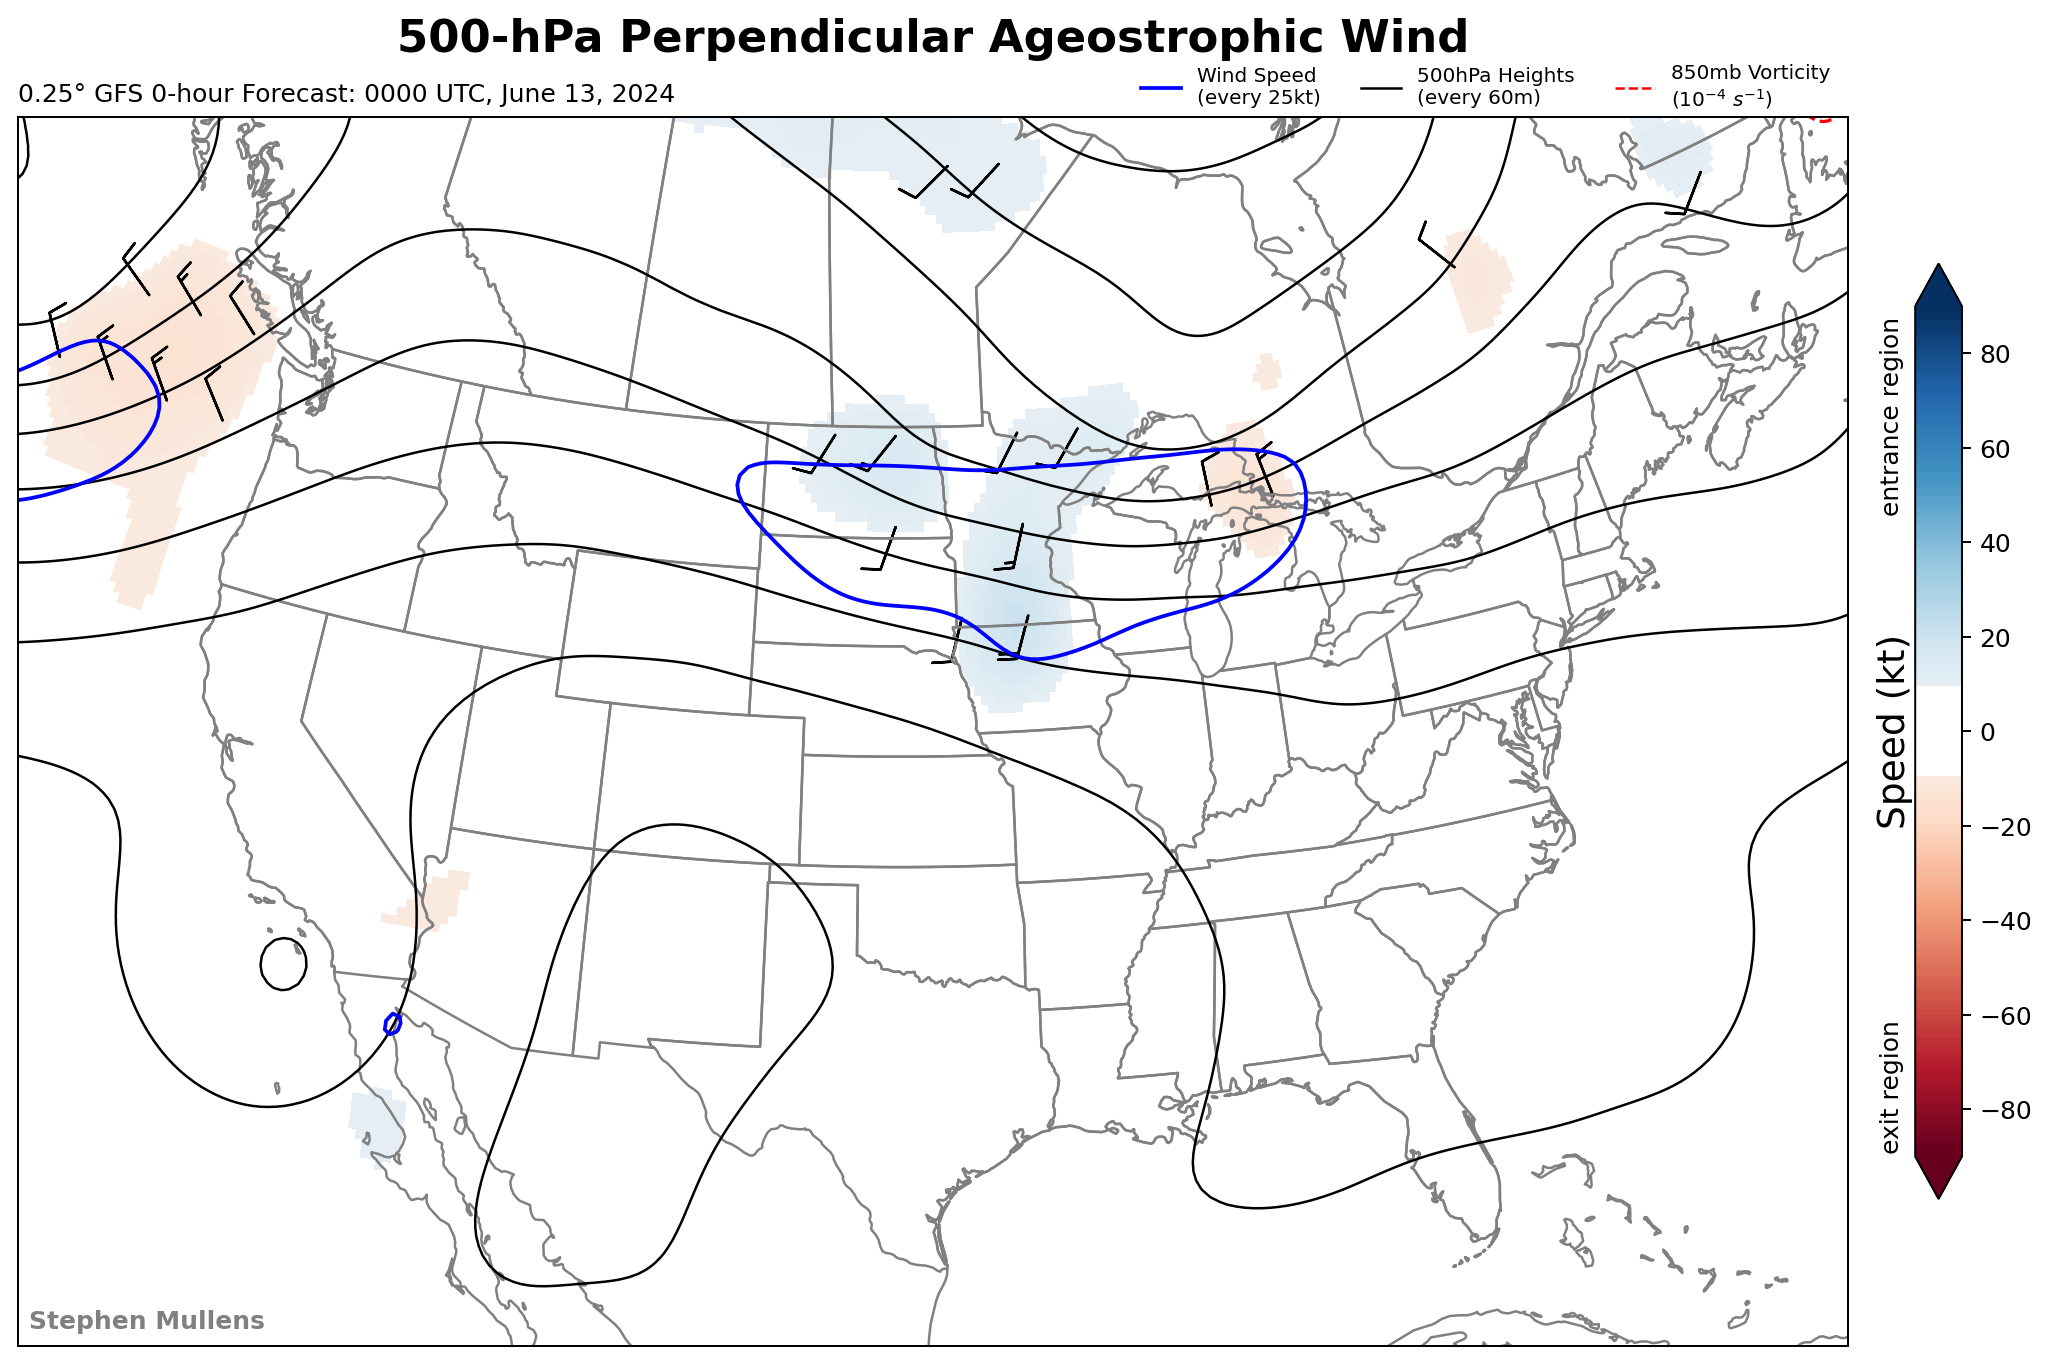 500-hPa Perpendicular Ageostrophic Wind
0.25° GFS 0-hour Forecast: 0000 UTC, June 13, 2024
Wind Speed
(every 25kt)
500hPa Heights
(every 60m)
850mb Vorticity
(10⁻⁴ s⁻¹)
entrance region
Speed (kt)
exit region
80
60
40
20
0
−20
−40
−60
−80
Stephen Mullens